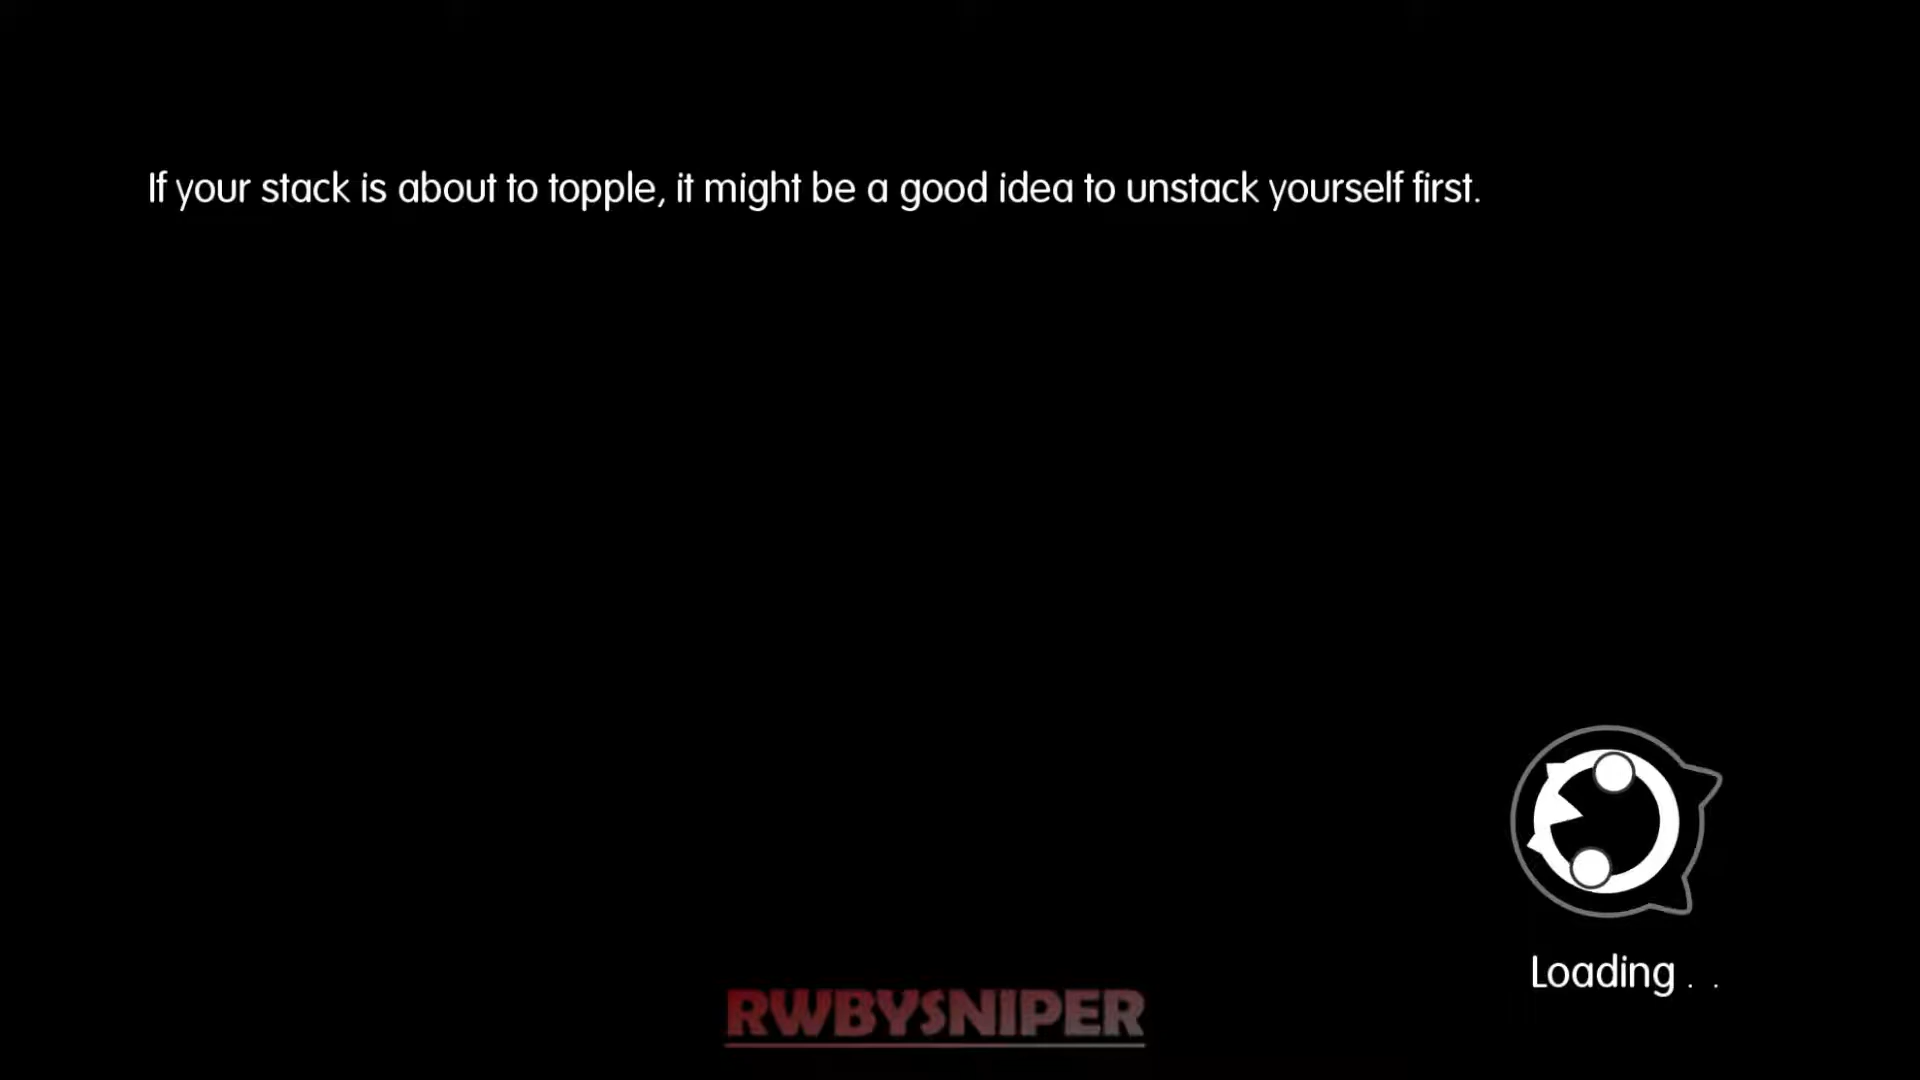 If your stack is about to topple, it might be a good idea to unstack yourself first.
Loading . .
RWBYSNIPER